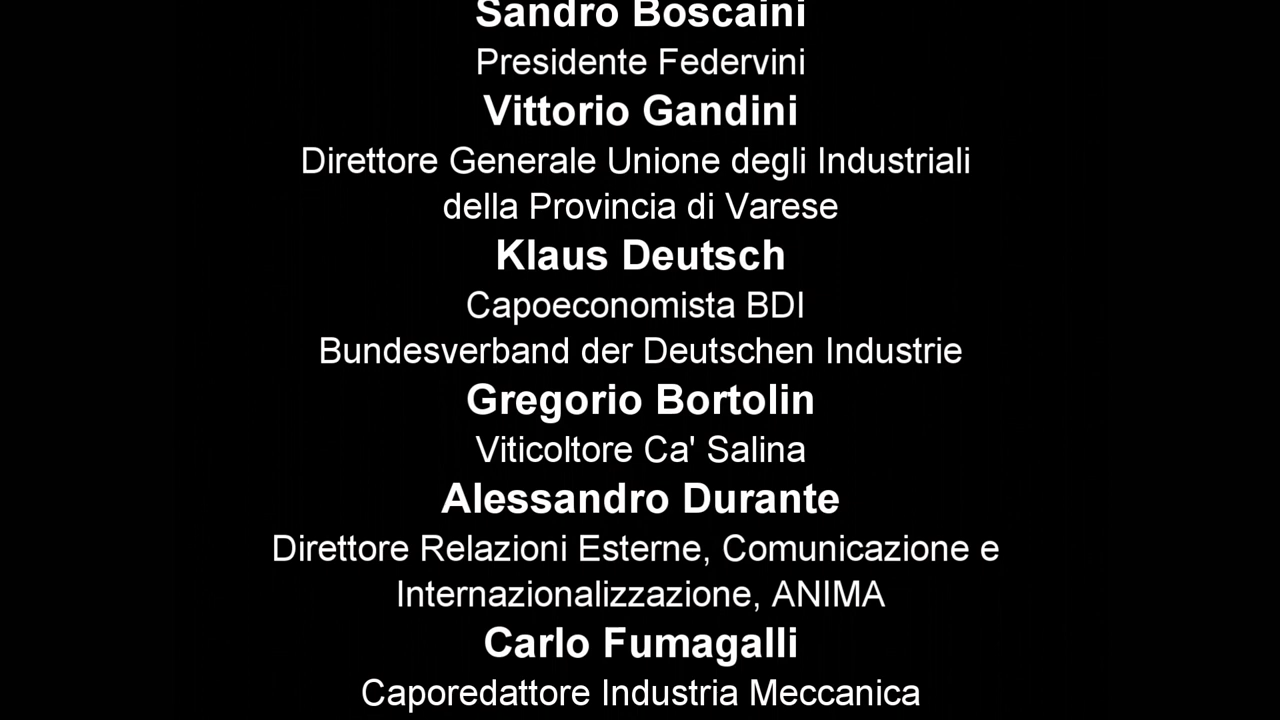 Sandro Boscaini
Presidente Federvini
Vittorio Gandini
Direttore Generale Unione degli Industriali
della Provincia di Varese
Klaus Deutsch
Capoeconomista BDI
Bundesverband der Deutschen Industrie
Gregorio Bortolin
Viticoltore Ca' Salina
Alessandro Durante
Direttore Relazioni Esterne, Comunicazione e
Internazionalizzazione, ANIMA
Carlo Fumagalli
Caporedattore Industria Meccanica